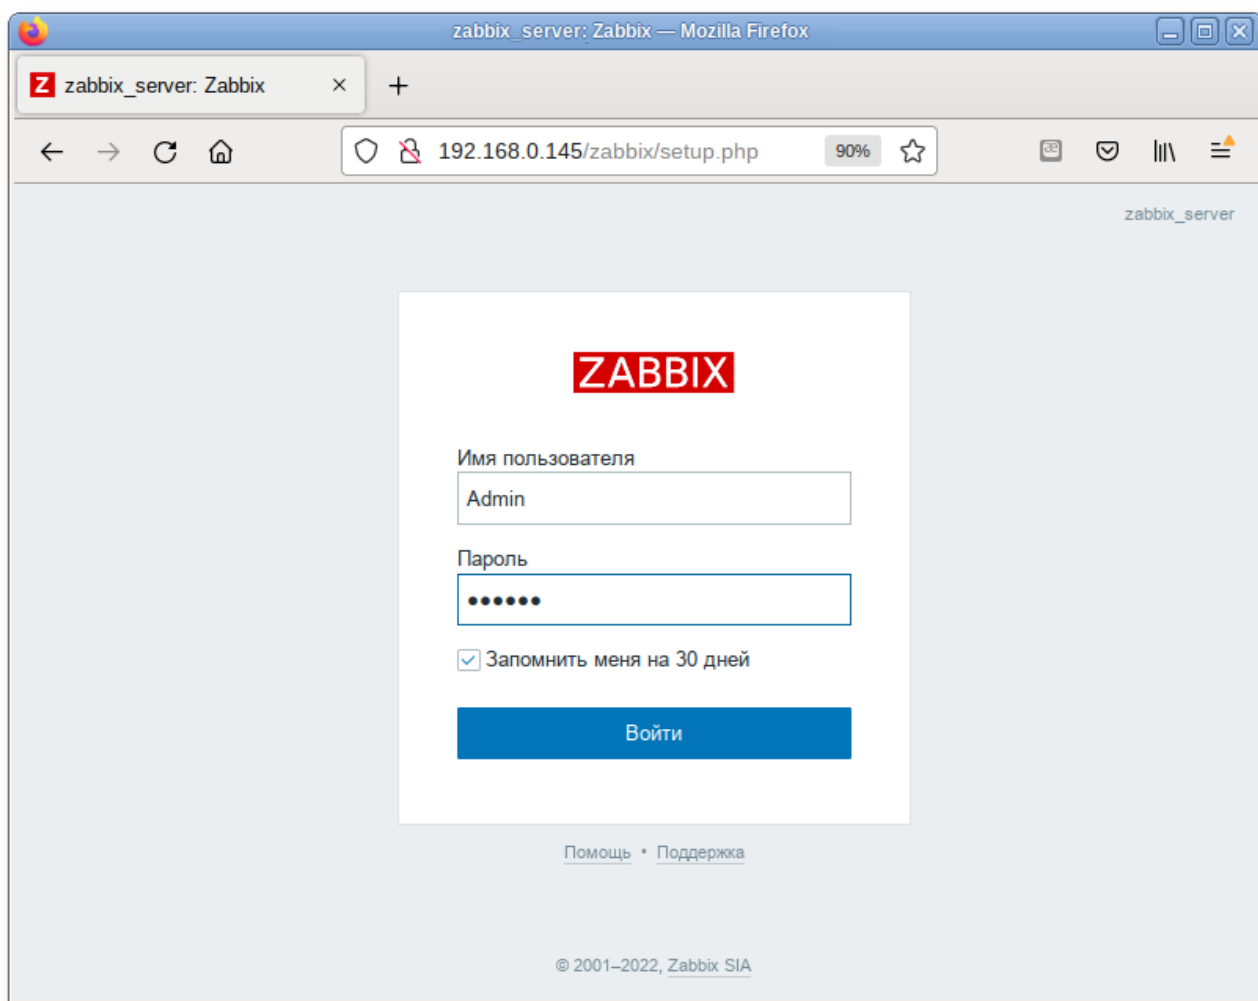 zabbix_server: Zabbix — Mozilla Firefox
Z zabbix_server: Zabbix
192.168.0.145/zabbix/setup.php 90% æ
zabbix_server
ZABBIX
Имя пользователя
Admin
Пароль
••••••
Запомнить меня на 30 дней
Войти
Помощь • Поддержка
© 2001–2022, Zabbix SIA